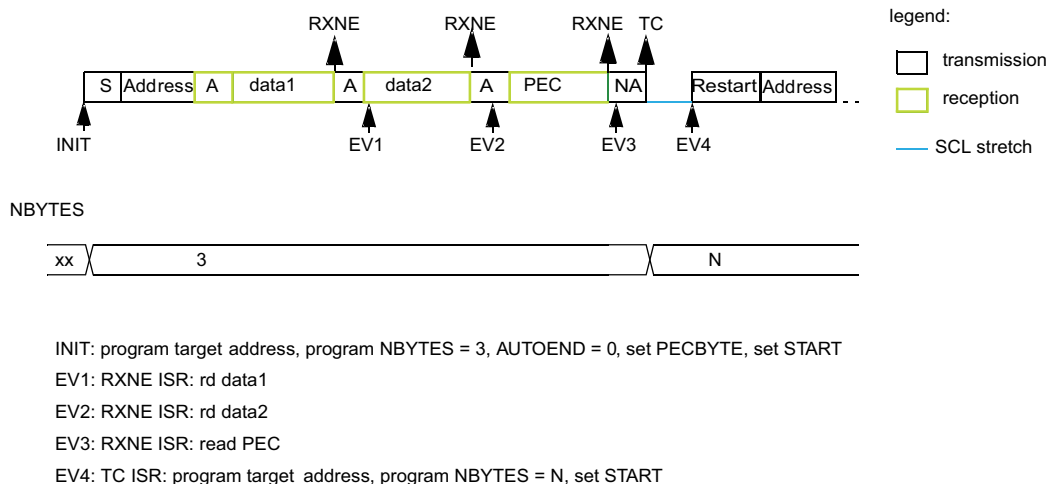 legend:
RXNE RXNE RXNE TC
transmission
S Address A data1 A data2 A PEC NA Restart Address
reception
INIT EV1 EV2 EV3 EV4
SCL stretch
NBYTES
xx 3 N
INIT: program target address, program NBYTES = 3, AUTOEND = 0, set PECBYTE, set START
EV1: RXNE ISR: rd data1
EV2: RXNE ISR: rd data2
EV3: RXNE ISR: read PEC
EV4: TC ISR: program target address, program NBYTES = N, set START